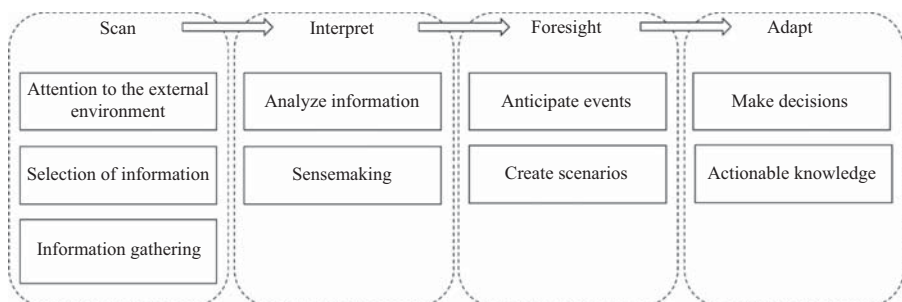 Scan
Interpret
Foresight
Adapt
Attention to the external
environment
Selection of information
Information gathering
Analyze information
Sensemaking
Anticipate events
Create scenarios
Make decisions
Actionable knowledge